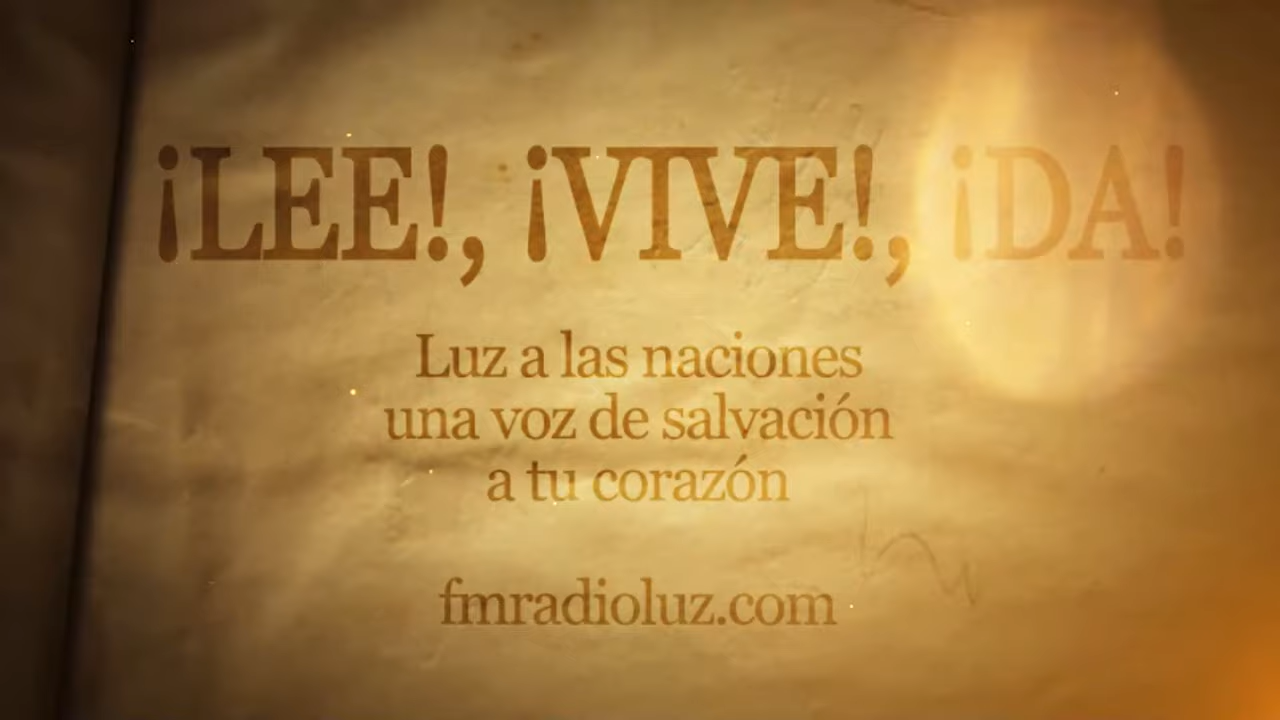 ¡LEE!, ¡VIVE!, ¡DA!
Luz a las naciones
una voz de salvación
a tu corazón
fmradioluz.com